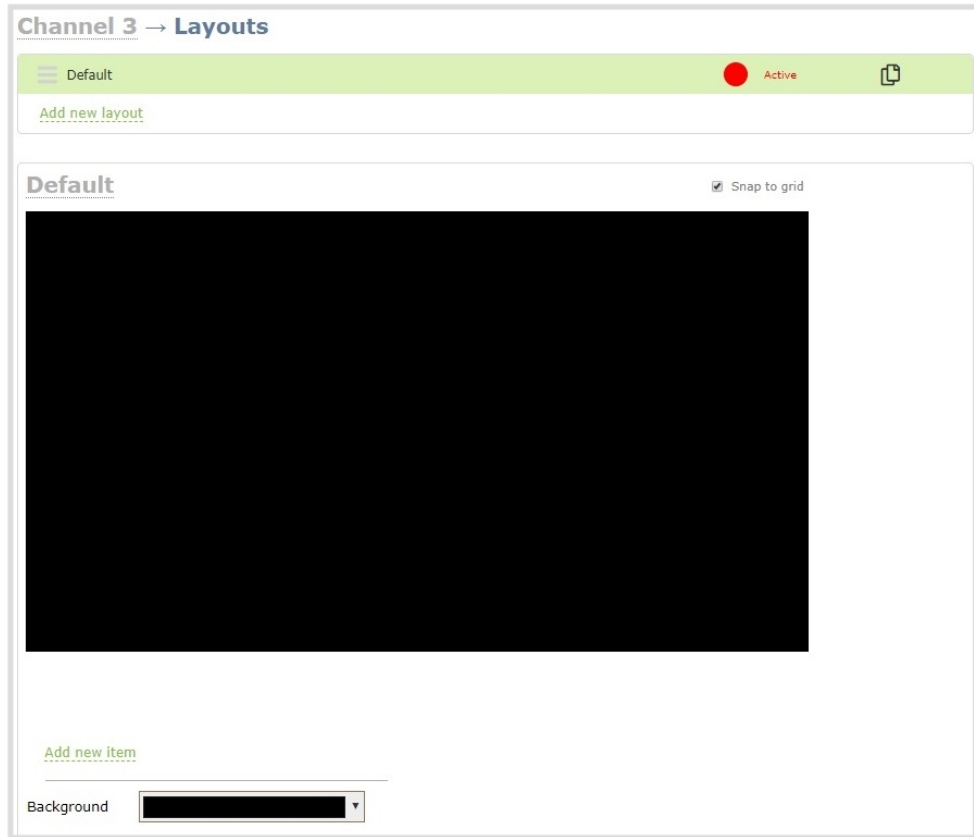 Channel 3 → Layouts
Default
Active
Add new layout
Default
Snap to grid
Add new item
Background